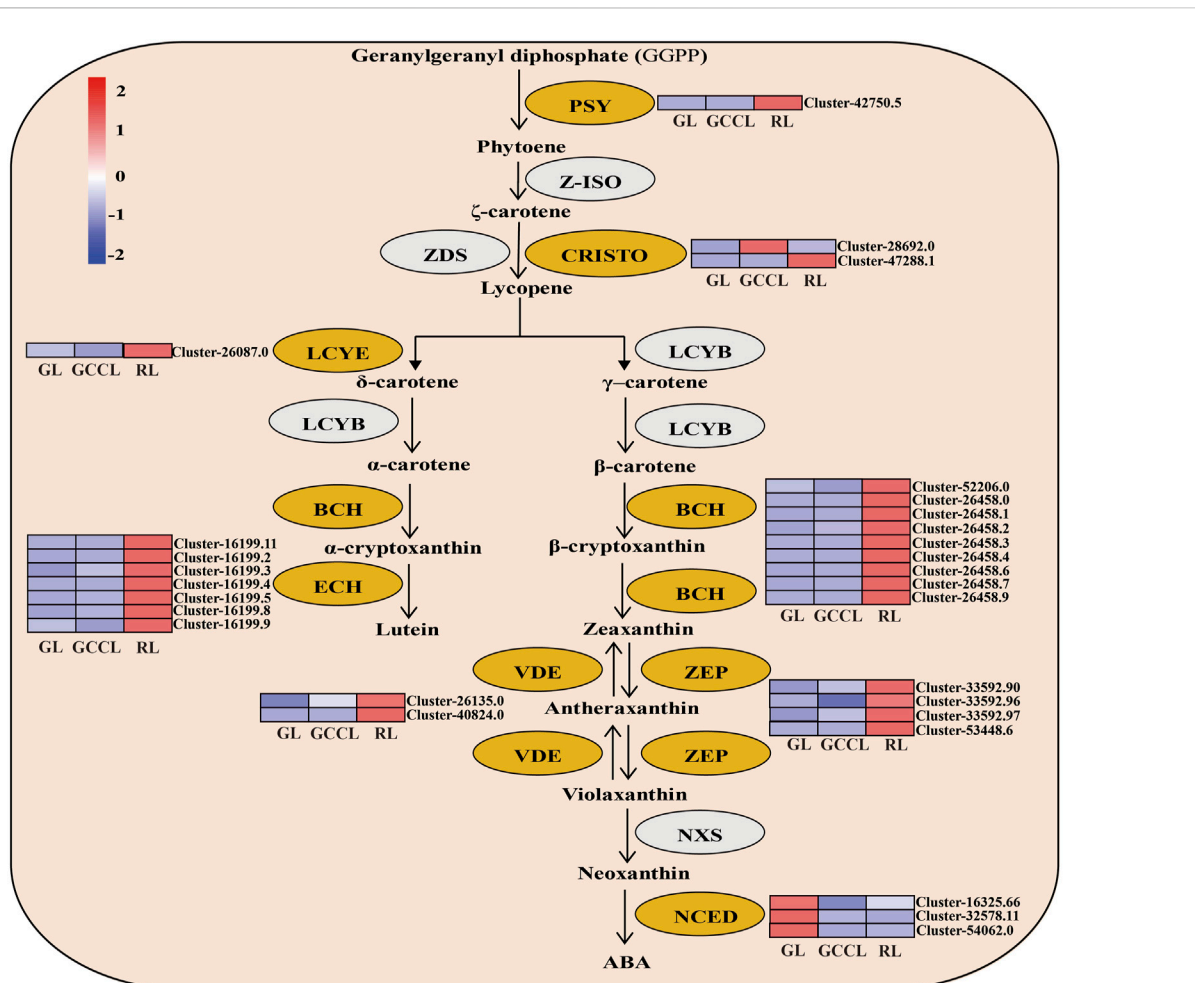 Geranylgeranyl diphosphate (GGPP)
2
1
0
-1
-2
PSY
Cluster-42750.5
GL GCCL RL
Phytoene
Z-ISO
ζ-carotene
ZDS
CRISTO
Cluster-28692.0
Cluster-47288.1
GL GCCL RL
Lycopene
Cluster-26087.0
GL GCCL RL
LCYE
LCYB
δ-carotene
γ–carotene
LCYB
LCYB
α-carotene
β-carotene
BCH
BCH
Cluster-52206.0
Cluster-26458.0
Cluster-26458.1
Cluster-26458.2
Cluster-26458.3
Cluster-26458.4
Cluster-26458.6
Cluster-26458.7
Cluster-26458.9
GL GCCL RL
α-cryptoxanthin
β-cryptoxanthin
Cluster-16199.11
Cluster-16199.2
Cluster-16199.3
Cluster-16199.4
Cluster-16199.5
Cluster-16199.8
Cluster-16199.9
GL GCCL RL
ECH
BCH
Lutein
Zeaxanthin
VDE
ZEP
Cluster-26135.0
Cluster-40824.0
GL GCCL RL
Antheraxanthin
Cluster-33592.90
Cluster-33592.96
Cluster-33592.97
Cluster-53448.6
GL GCCL RL
VDE
ZEP
Violaxanthin
NXS
Neoxanthin
NCED
Cluster-16325.66
Cluster-32578.11
Cluster-54062.0
GL GCCL RL
ABA